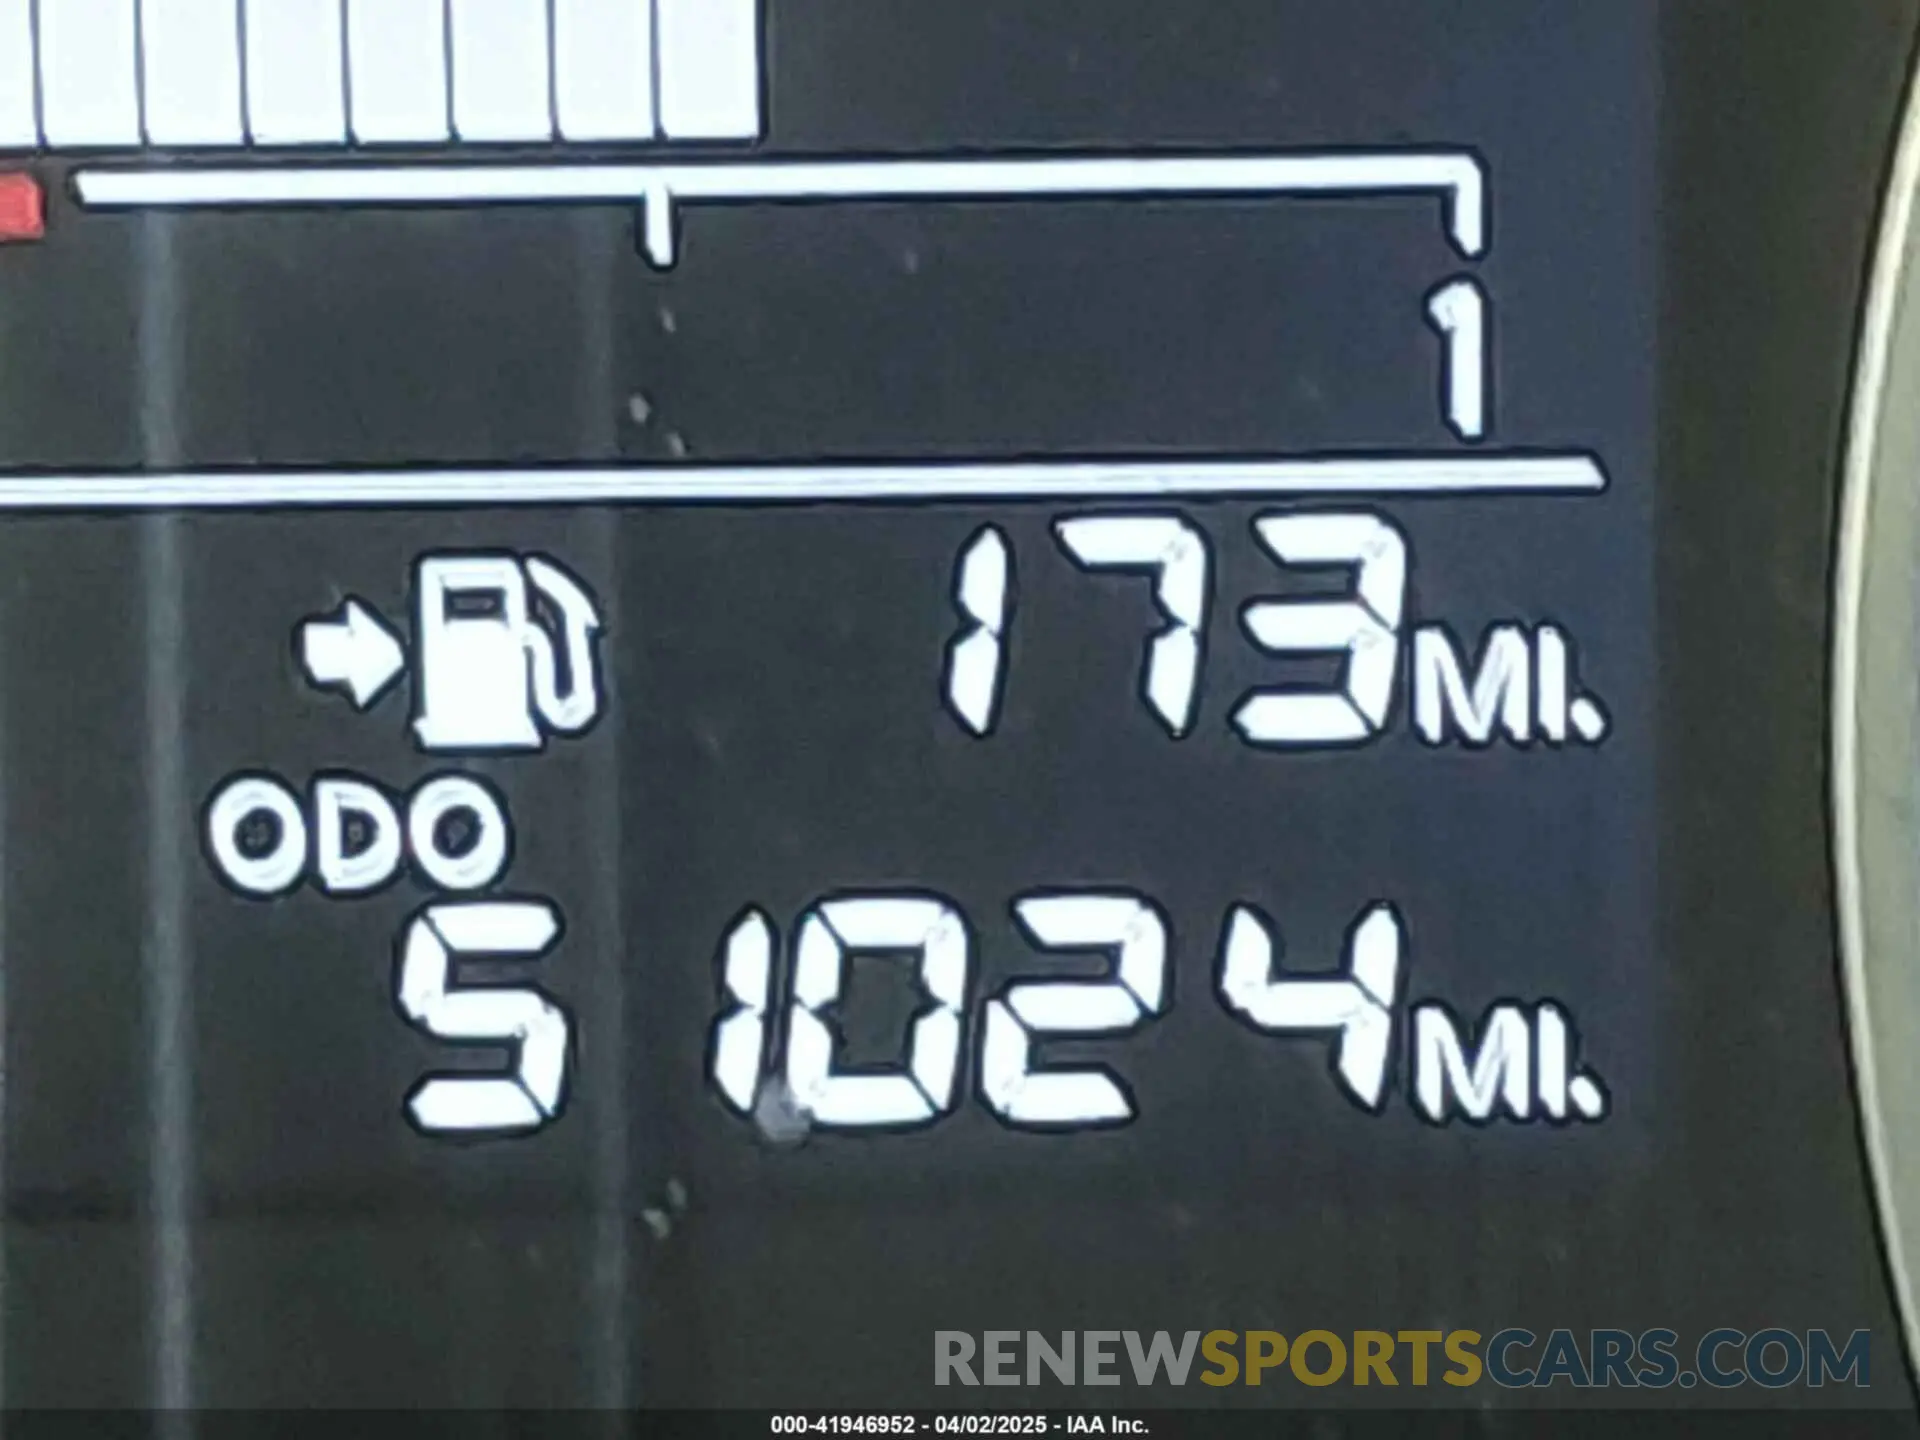 1
173 MI.
ODO
51024 MI.
RENEWSPORTSCARS.COM
000-41946952 - 04/02/2025 - IAA Inc.